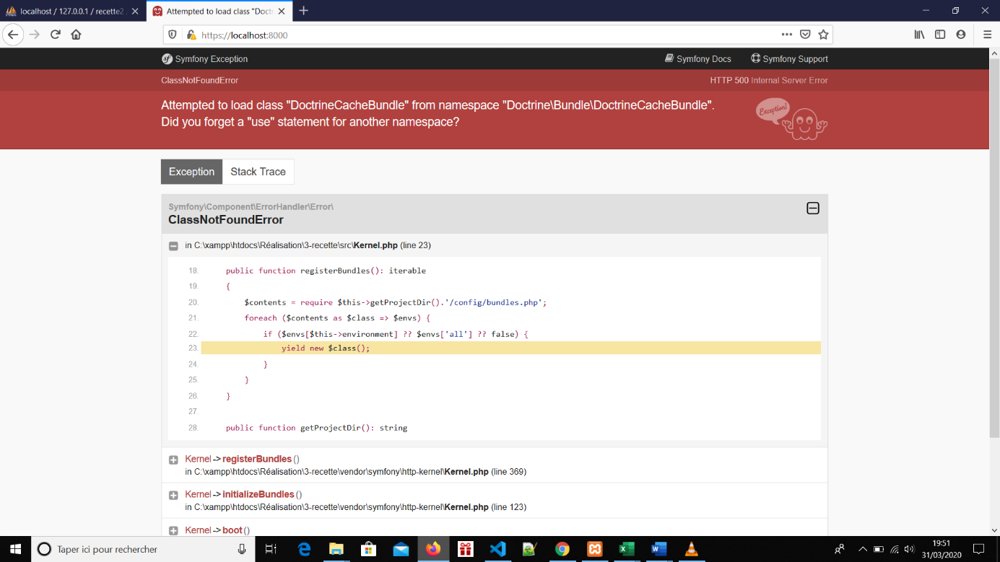 localhost / 127.0.0.1 / recette2
Attempted to load class "Doctr
https://localhost:8000
Symfony Exception
Symfony Docs
Symfony Support
ClassNotFoundError
HTTP 500 Internal Server Error
Attempted to load class "DoctrineCacheBundle" from namespace "Doctrine\Bundle\DoctrineCacheBundle".
Did you forget a "use" statement for another namespace?
Exception!
Exception
Stack Trace
Symfony\Component\ErrorHandler\Error\
ClassNotFoundError
in C:\xampp\htdocs\Réalisation\3-recette\src\Kernel.php (line 23)
18. public function registerBundles(): iterable
19. {
20. $contents = require $this->getProjectDir().'/config/bundles.php';
21. foreach ($contents as $class => $envs) {
22. if ($envs[$this->environment] ?? $envs['all'] ?? false) {
23. yield new $class();
24. }
25. }
26. }
27.
28. public function getProjectDir(): string
Kernel->registerBundles()
in C:\xampp\htdocs\Réalisation\3-recette\vendor\symfony\http-kernel\Kernel.php (line 369)
Kernel->initializeBundles()
in C:\xampp\htdocs\Réalisation\3-recette\vendor\symfony\http-kernel\Kernel.php (line 123)
Kernel->boot()
Taper ici pour rechercher
19:51
31/03/2020